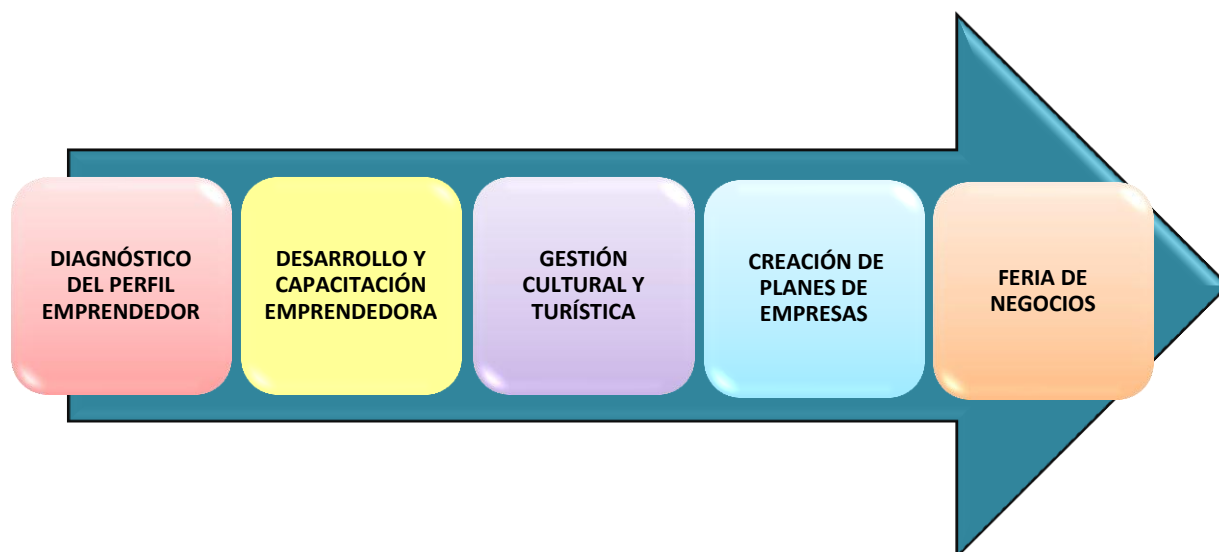 DIAGNÓSTICO
DEL PERFIL
EMPRENDEDOR
DESARROLLO Y
CAPACITACIÓN
EMPRENDEDORA
GESTIÓN
CULTURAL Y
TURÍSTICA
CREACIÓN DE
PLANES DE
EMPRESAS
FERIA DE
NEGOCIOS